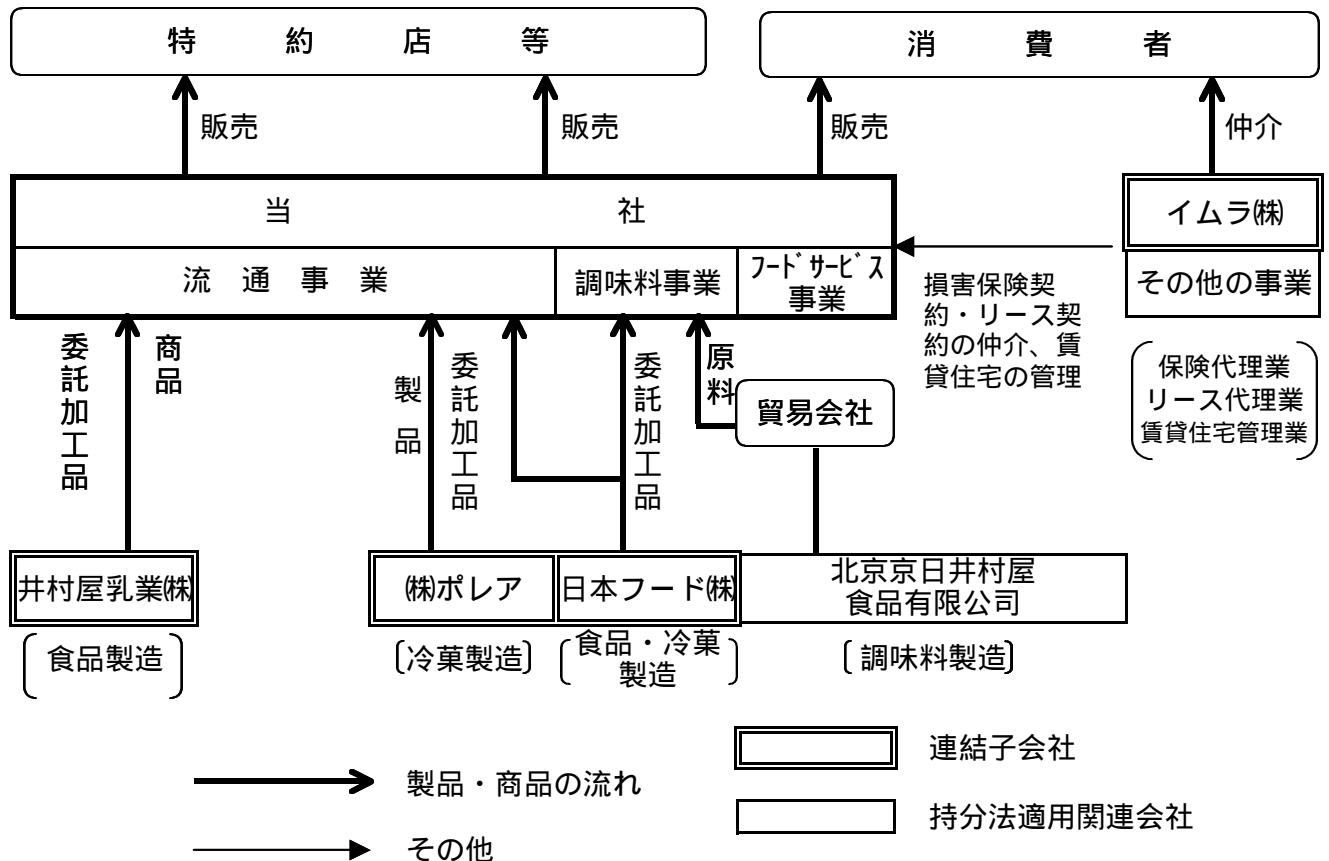 特約店等
消費者
販売
販売
販売
仲介
当社
イムラ㈱
流通事業
調味料事業
フードサービス
事業
その他の事業
損害保険契
約・リース契
約の仲介、賃
貸住宅の管理
保険代理業
リース代理業
賃貸住宅管理業
委託加工品
商品
製品
委託加工品
委託加工品
原料
貿易会社
井村屋乳業㈱
㈱ポレア
日本フード㈱
北京京日井村屋
食品有限公司
食品製造
冷菓製造
食品・冷菓
製造
調味料製造
連結子会社
製品・商品の流れ
持分法適用関連会社
その他